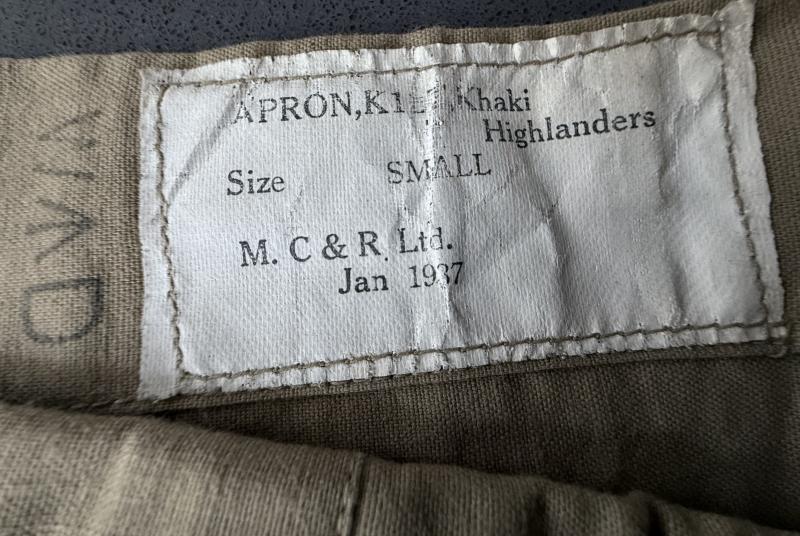 APRON, Khaki
Highlanders
Size SMALL
M. C & R. Ltd.
Jan 1937